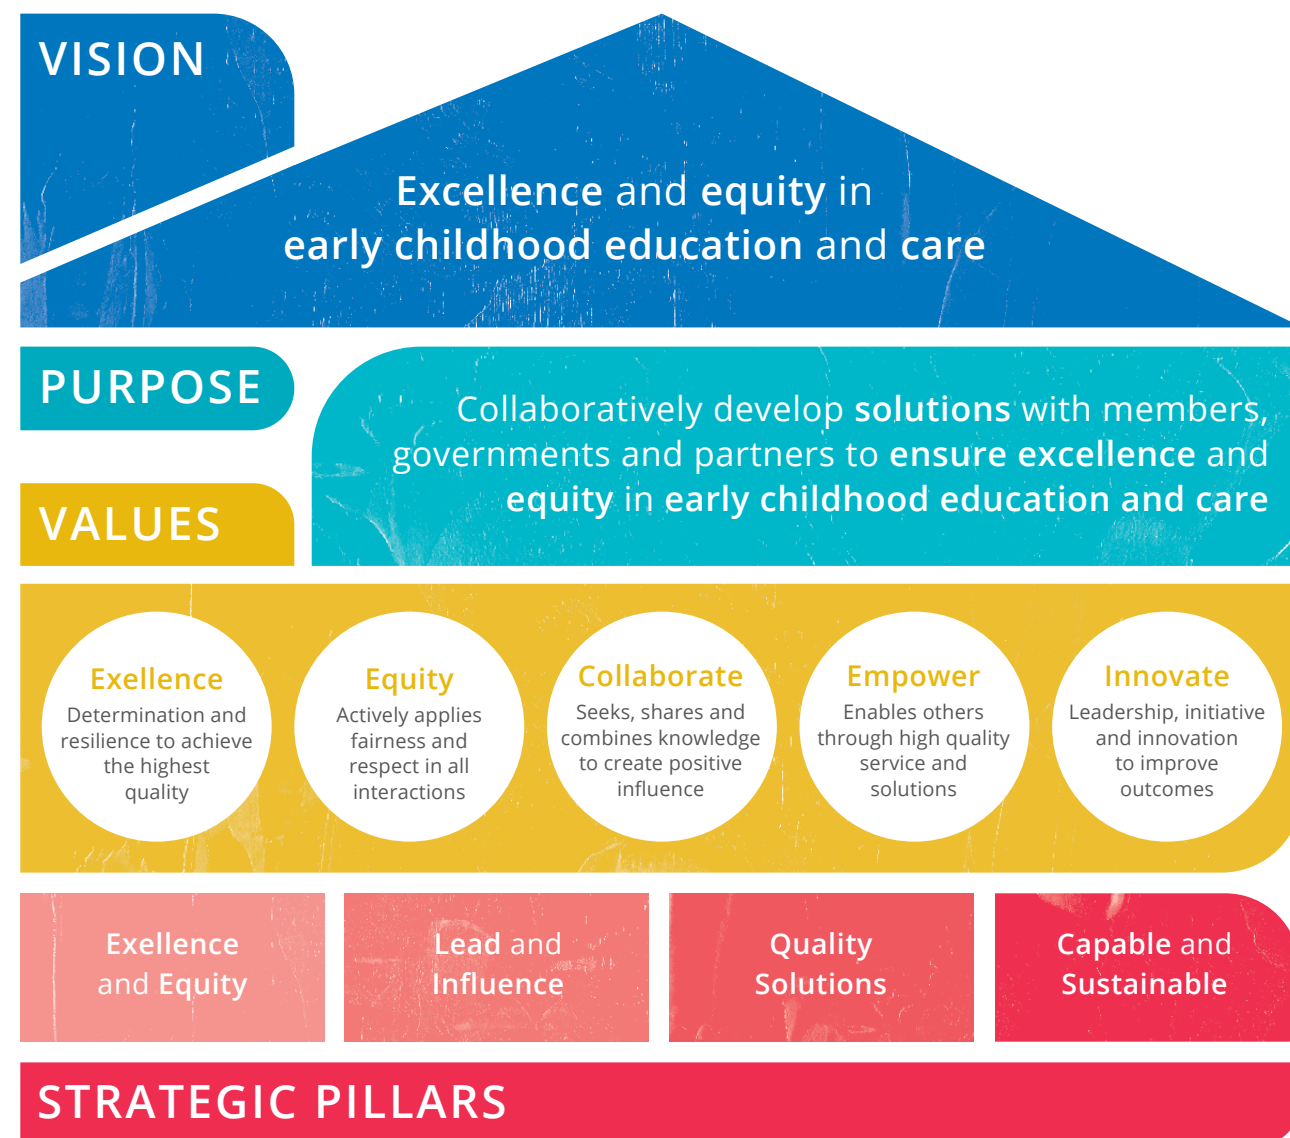 VISION
Excellence and equity in
early childhood education and care
PURPOSE
Collaboratively develop solutions with members,
governments and partners to ensure excellence and
equity in early childhood education and care
VALUES
Exellence
Determination and
resilience to achieve
the highest
quality
Equity
Actively applies
fairness and
respect in all
interactions
Collaborate
Seeks, shares and
combines knowledge
to create positive
influence
Empower
Enables others
through high quality
service and
solutions
Innovate
Leadership, initiative
and innovation
to improve
outcomes
Exellence
and Equity
Lead and
Influence
Quality
Solutions
Capable and
Sustainable
STRATEGIC PILLARS